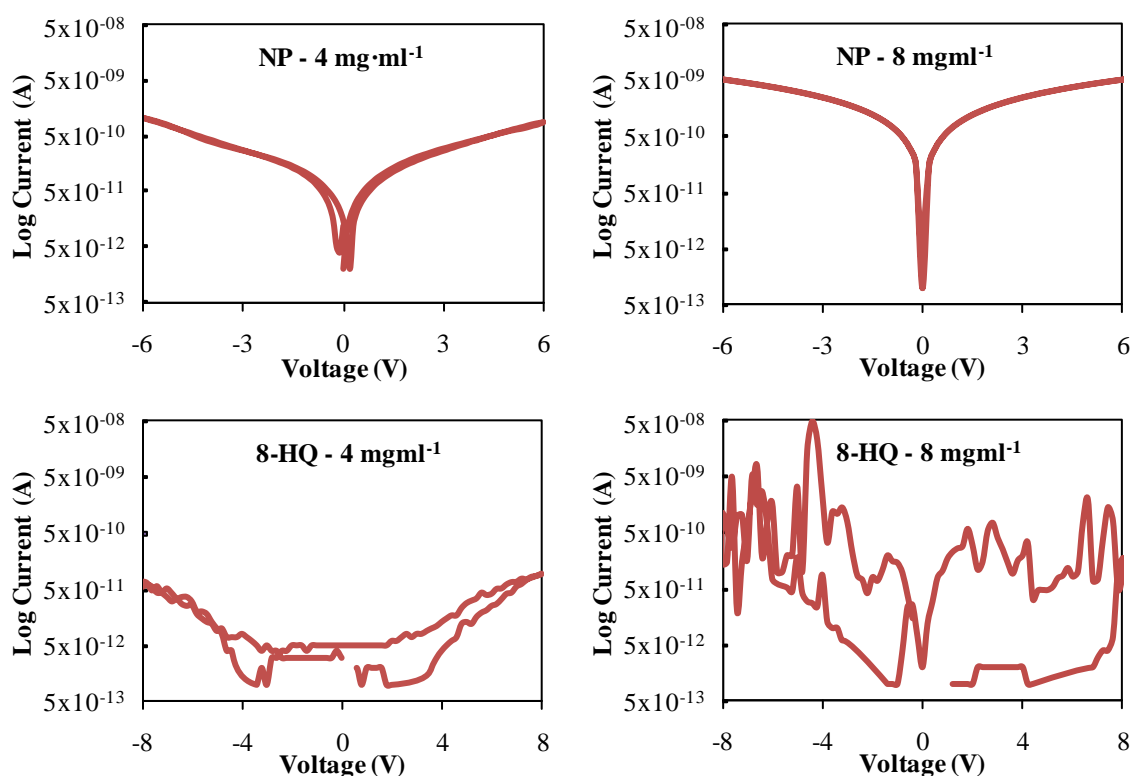 NP - 4 mg·ml⁻¹
Log Current (A)
5x10⁻⁰⁸
5x10⁻⁰⁹
5x10⁻¹⁰
5x10⁻¹¹
5x10⁻¹²
5x10⁻¹³
-6 -3 0 3 6
Voltage (V)
NP - 8 mgml⁻¹
Log Current (A)
5x10⁻⁰⁸
5x10⁻⁰⁹
5x10⁻¹⁰
5x10⁻¹¹
5x10⁻¹²
5x10⁻¹³
-6 -3 0 3 6
Voltage (V)
8-HQ - 4 mgml⁻¹
Log Current (A)
5x10⁻⁰⁸
5x10⁻⁰⁹
5x10⁻¹⁰
5x10⁻¹¹
5x10⁻¹²
5x10⁻¹³
-8 -4 0 4 8
Voltage (V)
8-HQ - 8 mgml⁻¹
Log Current (A)
5x10⁻⁰⁸
5x10⁻⁰⁹
5x10⁻¹⁰
5x10⁻¹¹
5x10⁻¹²
5x10⁻¹³
-8 -4 0 4 8
Voltage (V)